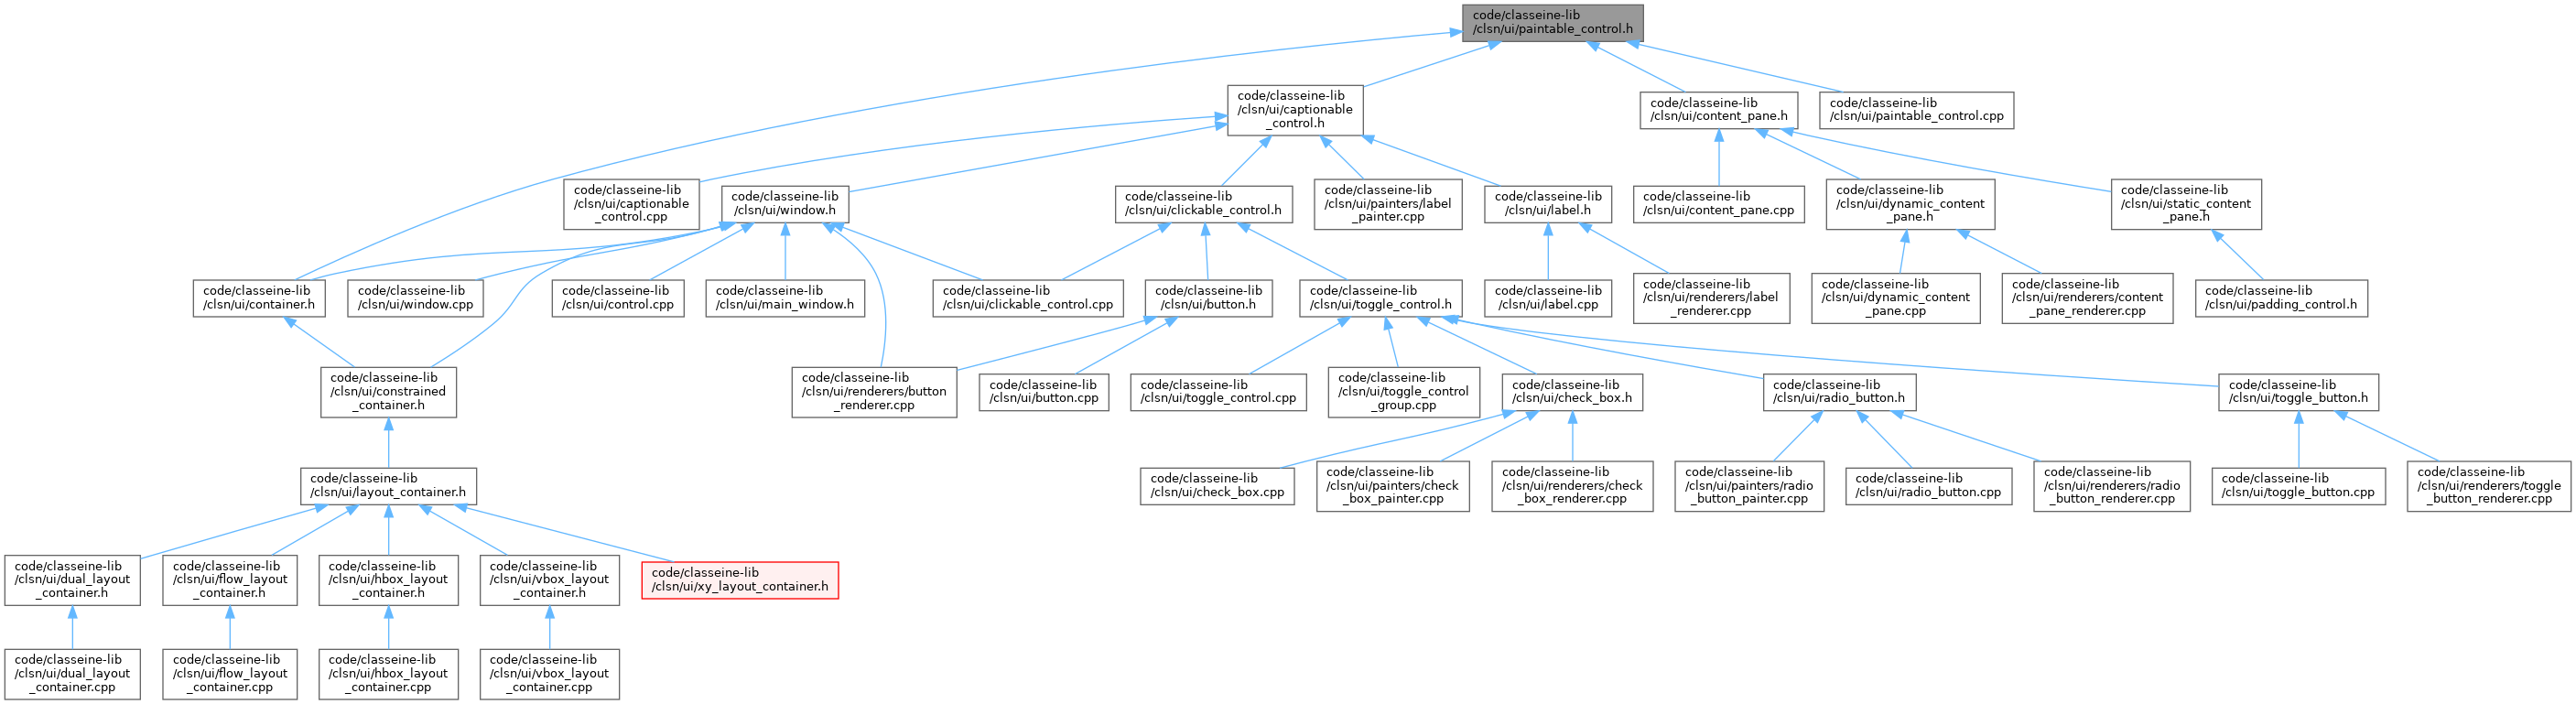 code/classeine-lib
/clsn/ui/paintable_control.h
code/classeine-lib
/clsn/ui/captionable
_control.h
code/classeine-lib
/clsn/ui/content_pane.h
code/classeine-lib
/clsn/ui/paintable_control.cpp
code/classeine-lib
/clsn/ui/captionable
_control.cpp
code/classeine-lib
/clsn/ui/window.h
code/classeine-lib
/clsn/ui/clickable_control.h
code/classeine-lib
/clsn/ui/painters/label
_painter.cpp
code/classeine-lib
/clsn/ui/label.h
code/classeine-lib
/clsn/ui/content_pane.cpp
code/classeine-lib
/clsn/ui/dynamic_content
_pane.h
code/classeine-lib
/clsn/ui/static_content
_pane.h
code/classeine-lib
/clsn/ui/container.h
code/classeine-lib
/clsn/ui/window.cpp
code/classeine-lib
/clsn/ui/control.cpp
code/classeine-lib
/clsn/ui/main_window.h
code/classeine-lib
/clsn/ui/clickable_control.cpp
code/classeine-lib
/clsn/ui/button.h
code/classeine-lib
/clsn/ui/toggle_control.h
code/classeine-lib
/clsn/ui/label.cpp
code/classeine-lib
/clsn/ui/renderers/label
_renderer.cpp
code/classeine-lib
/clsn/ui/dynamic_content
_pane.cpp
code/classeine-lib
/clsn/ui/renderers/content
_pane_renderer.cpp
code/classeine-lib
/clsn/ui/padding_control.h
code/classeine-lib
/clsn/ui/constrained
_container.h
code/classeine-lib
/clsn/ui/renderers/button
_renderer.cpp
code/classeine-lib
/clsn/ui/button.cpp
code/classeine-lib
/clsn/ui/toggle_control.cpp
code/classeine-lib
/clsn/ui/toggle_control
_group.cpp
code/classeine-lib
/clsn/ui/check_box.h
code/classeine-lib
/clsn/ui/radio_button.h
code/classeine-lib
/clsn/ui/toggle_button.h
code/classeine-lib
/clsn/ui/layout_container.h
code/classeine-lib
/clsn/ui/check_box.cpp
code/classeine-lib
/clsn/ui/painters/check
_box_painter.cpp
code/classeine-lib
/clsn/ui/renderers/check
_box_renderer.cpp
code/classeine-lib
/clsn/ui/painters/radio
_button_painter.cpp
code/classeine-lib
/clsn/ui/radio_button.cpp
code/classeine-lib
/clsn/ui/renderers/radio
_button_renderer.cpp
code/classeine-lib
/clsn/ui/toggle_button.cpp
code/classeine-lib
/clsn/ui/renderers/toggle
_button_renderer.cpp
code/classeine-lib
/clsn/ui/dual_layout
_container.h
code/classeine-lib
/clsn/ui/flow_layout
_container.h
code/classeine-lib
/clsn/ui/hbox_layout
_container.h
code/classeine-lib
/clsn/ui/vbox_layout
_container.h
code/classeine-lib
/clsn/ui/xy_layout_container.h
code/classeine-lib
/clsn/ui/dual_layout
_container.cpp
code/classeine-lib
/clsn/ui/flow_layout
_container.cpp
code/classeine-lib
/clsn/ui/hbox_layout
_container.cpp
code/classeine-lib
/clsn/ui/vbox_layout
_container.cpp